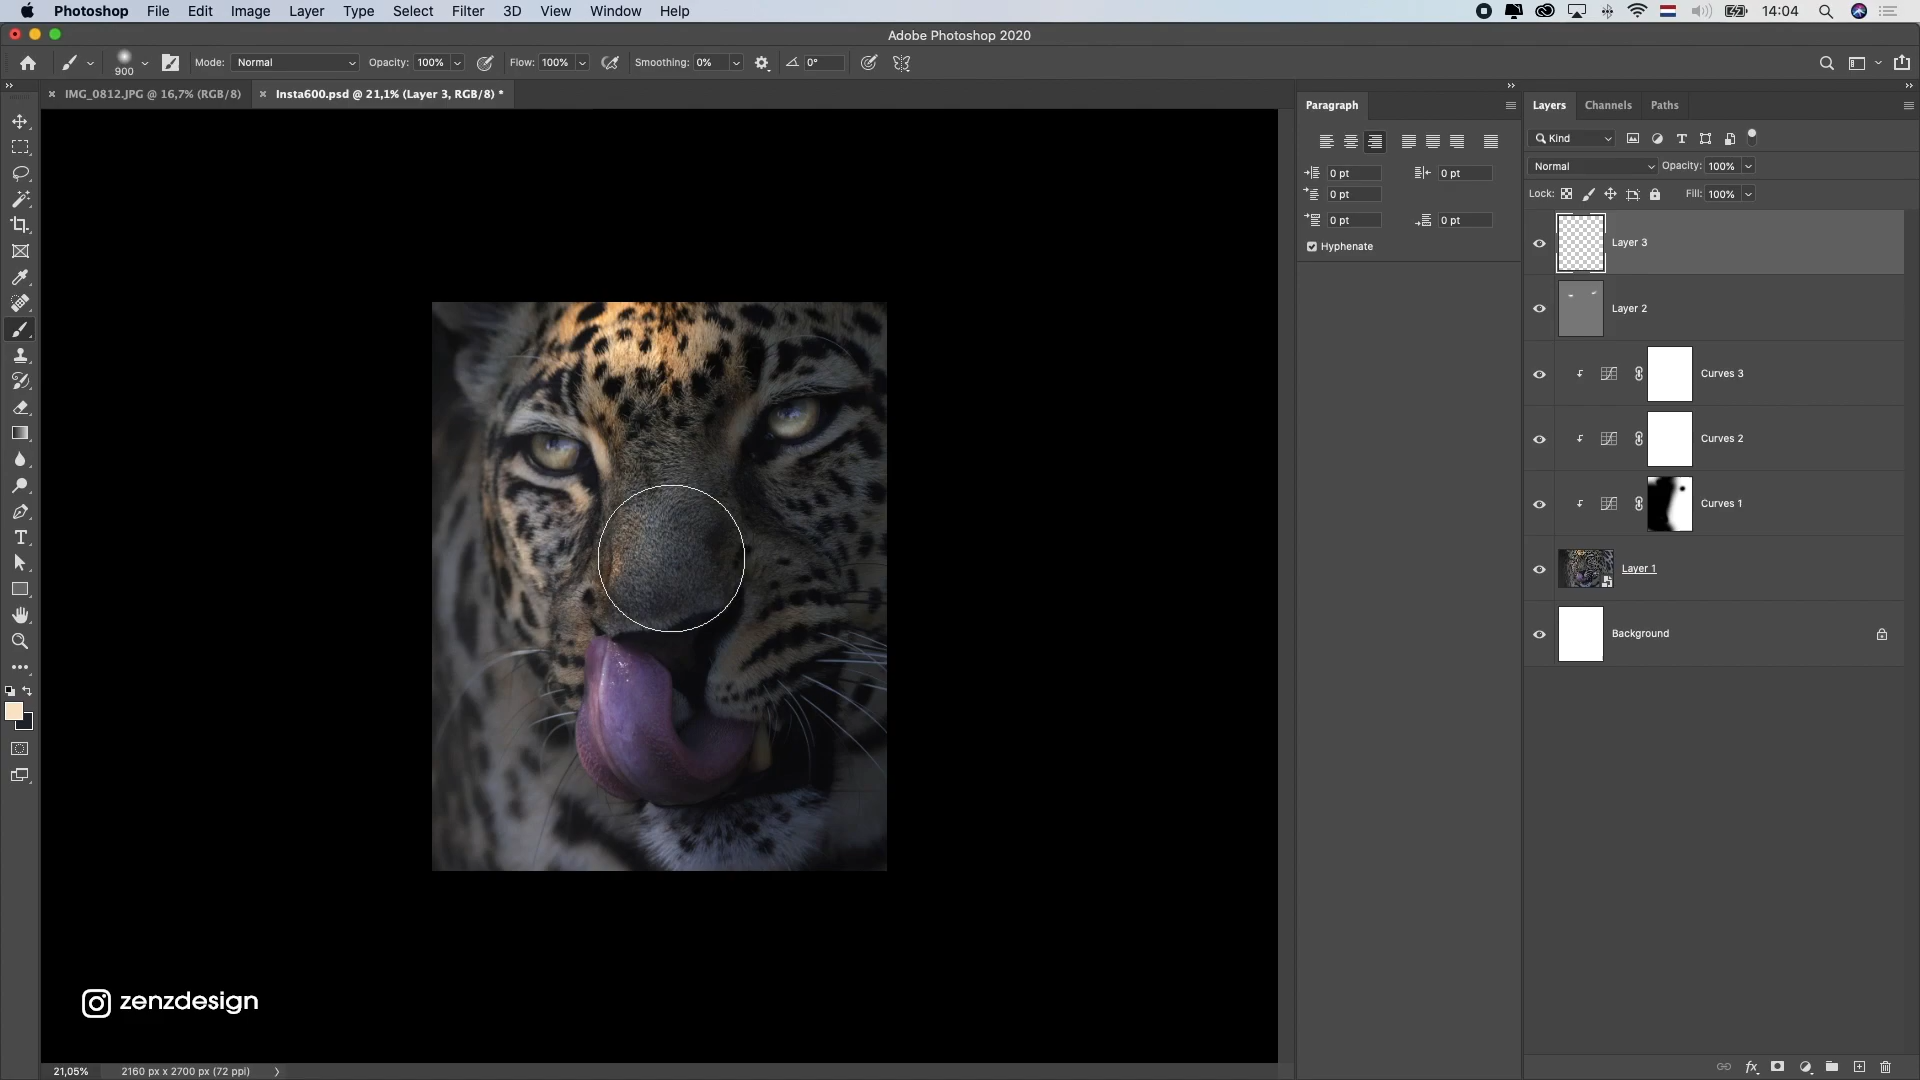 Photoshop File Edit Image Layer Type Select Filter 3D View Window Help 14:04
Adobe Photoshop 2020
900 Mode: Normal Opacity: 100% Flow: 100% Smoothing: 0% 0°
IMG_0812.JPG @ 16,7% (RGB/8) Insta600.psd @ 21,1% (Layer 3, RGB/8) *
Paragraph
0 pt 0 pt
0 pt
0 pt 0 pt
Hyphenate
Layers Channels Paths
Kind
Normal Opacity: 100%
Lock: Fill: 100%
Layer 3
Layer 2
Curves 3
Curves 2
Curves 1
Layer 1
Background
zenzdesign
21,05% 2160 px x 2700 px (72 ppi)